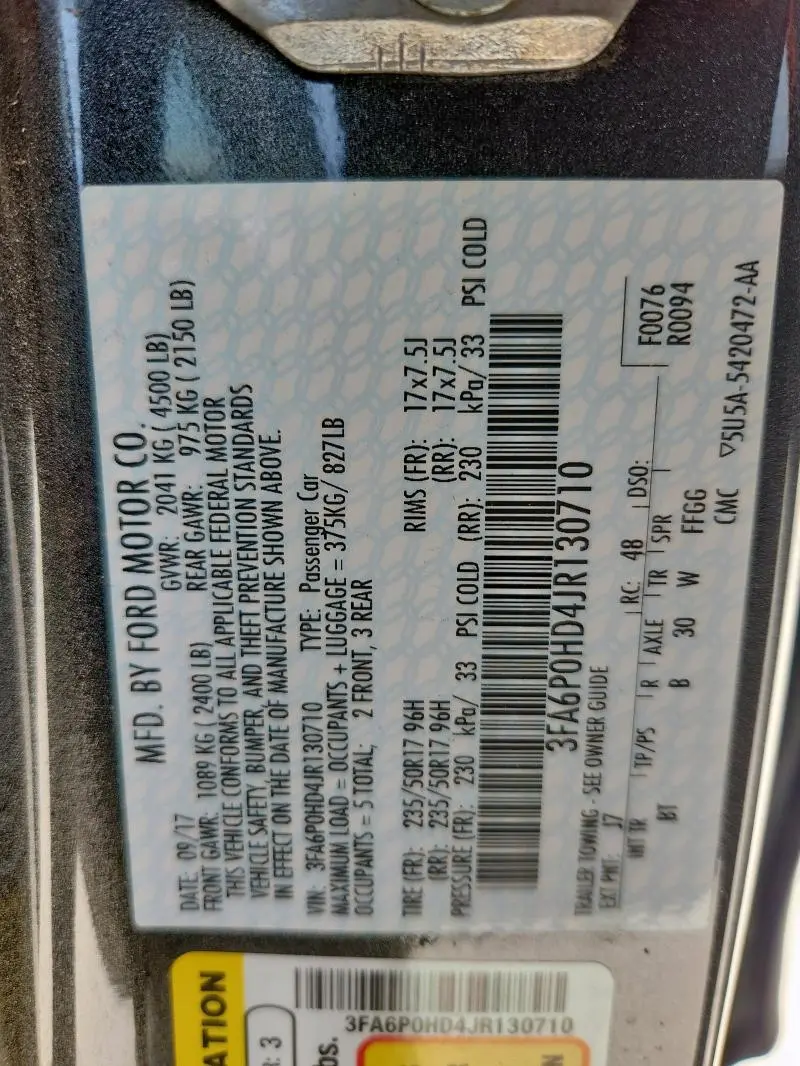 MFD. BY FORD MOTOR CO.
DATE: 09/17 GVWR: 2041 KG ( 4500 LB)
FRONT GAWR: 1089 KG ( 2400 LB) REAR GAWR: 975 KG ( 2150 LB)
THIS VEHICLE CONFORMS TO ALL APPLICABLE FEDERAL MOTOR
VEHICLE SAFETY, BUMPER, AND THEFT PREVENTION STANDARDS
IN EFFECT ON THE DATE OF MANUFACTURE SHOWN ABOVE.
VIN: 3FA6P0HD4JR130710 TYPE: Passenger Car
MAXIMUM LOAD = OCCUPANTS + LUGGAGE = 375KG/ 827LB
OCCUPANTS = 5 TOTAL; 2 FRONT, 3 REAR
TIRE (FR): 235/50R17 96H RIMS (FR): 17x7.5J
(RR): 235/50R17 96H (RR): 17x7.5J
PRESSURE (FR): 230 kPa/ 33 PSI COLD (RR): 230 kPa/ 33 PSI COLD
3FA6P0HD4JR130710
TRAILER TOWING - SEE OWNER GUIDE
EXT PNT: J7 RC: 48 DSO: F0076
R0094
INT TR TP/PS R AXLE TR SPR
BT B 30 W FFGG
CMC ▽5U5A-5420472-AA
ATION
: 3
bs.
3FA6P0HD4JR130710
N